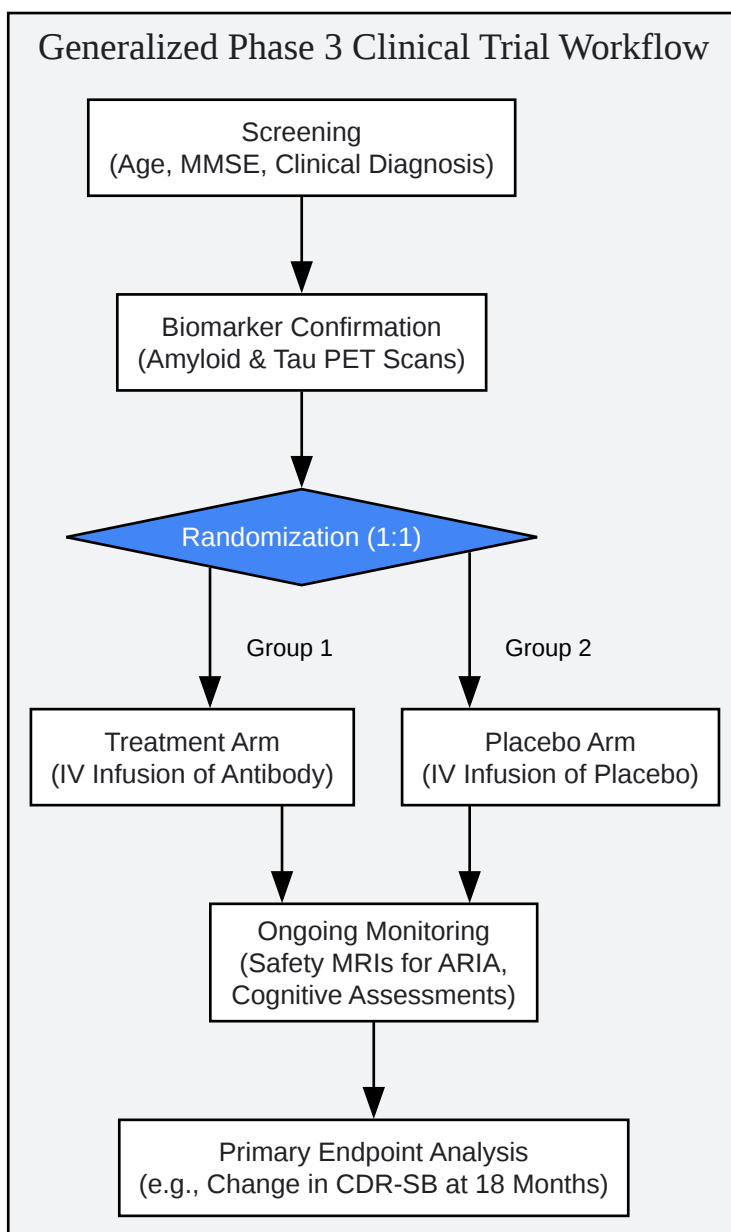 Generalized Phase 3 Clinical Trial Workflow
Screening
(Age, MMSE, Clinical Diagnosis)
Biomarker Confirmation
(Amyloid & Tau PET Scans)
Randomization (1:1)
Group 1
Group 2
Treatment Arm
(IV Infusion of Antibody)
Placebo Arm
(IV Infusion of Placebo)
Ongoing Monitoring
(Safety MRIs for ARIA,
Cognitive Assessments)
Primary Endpoint Analysis
(e.g., Change in CDR-SB at 18 Months)